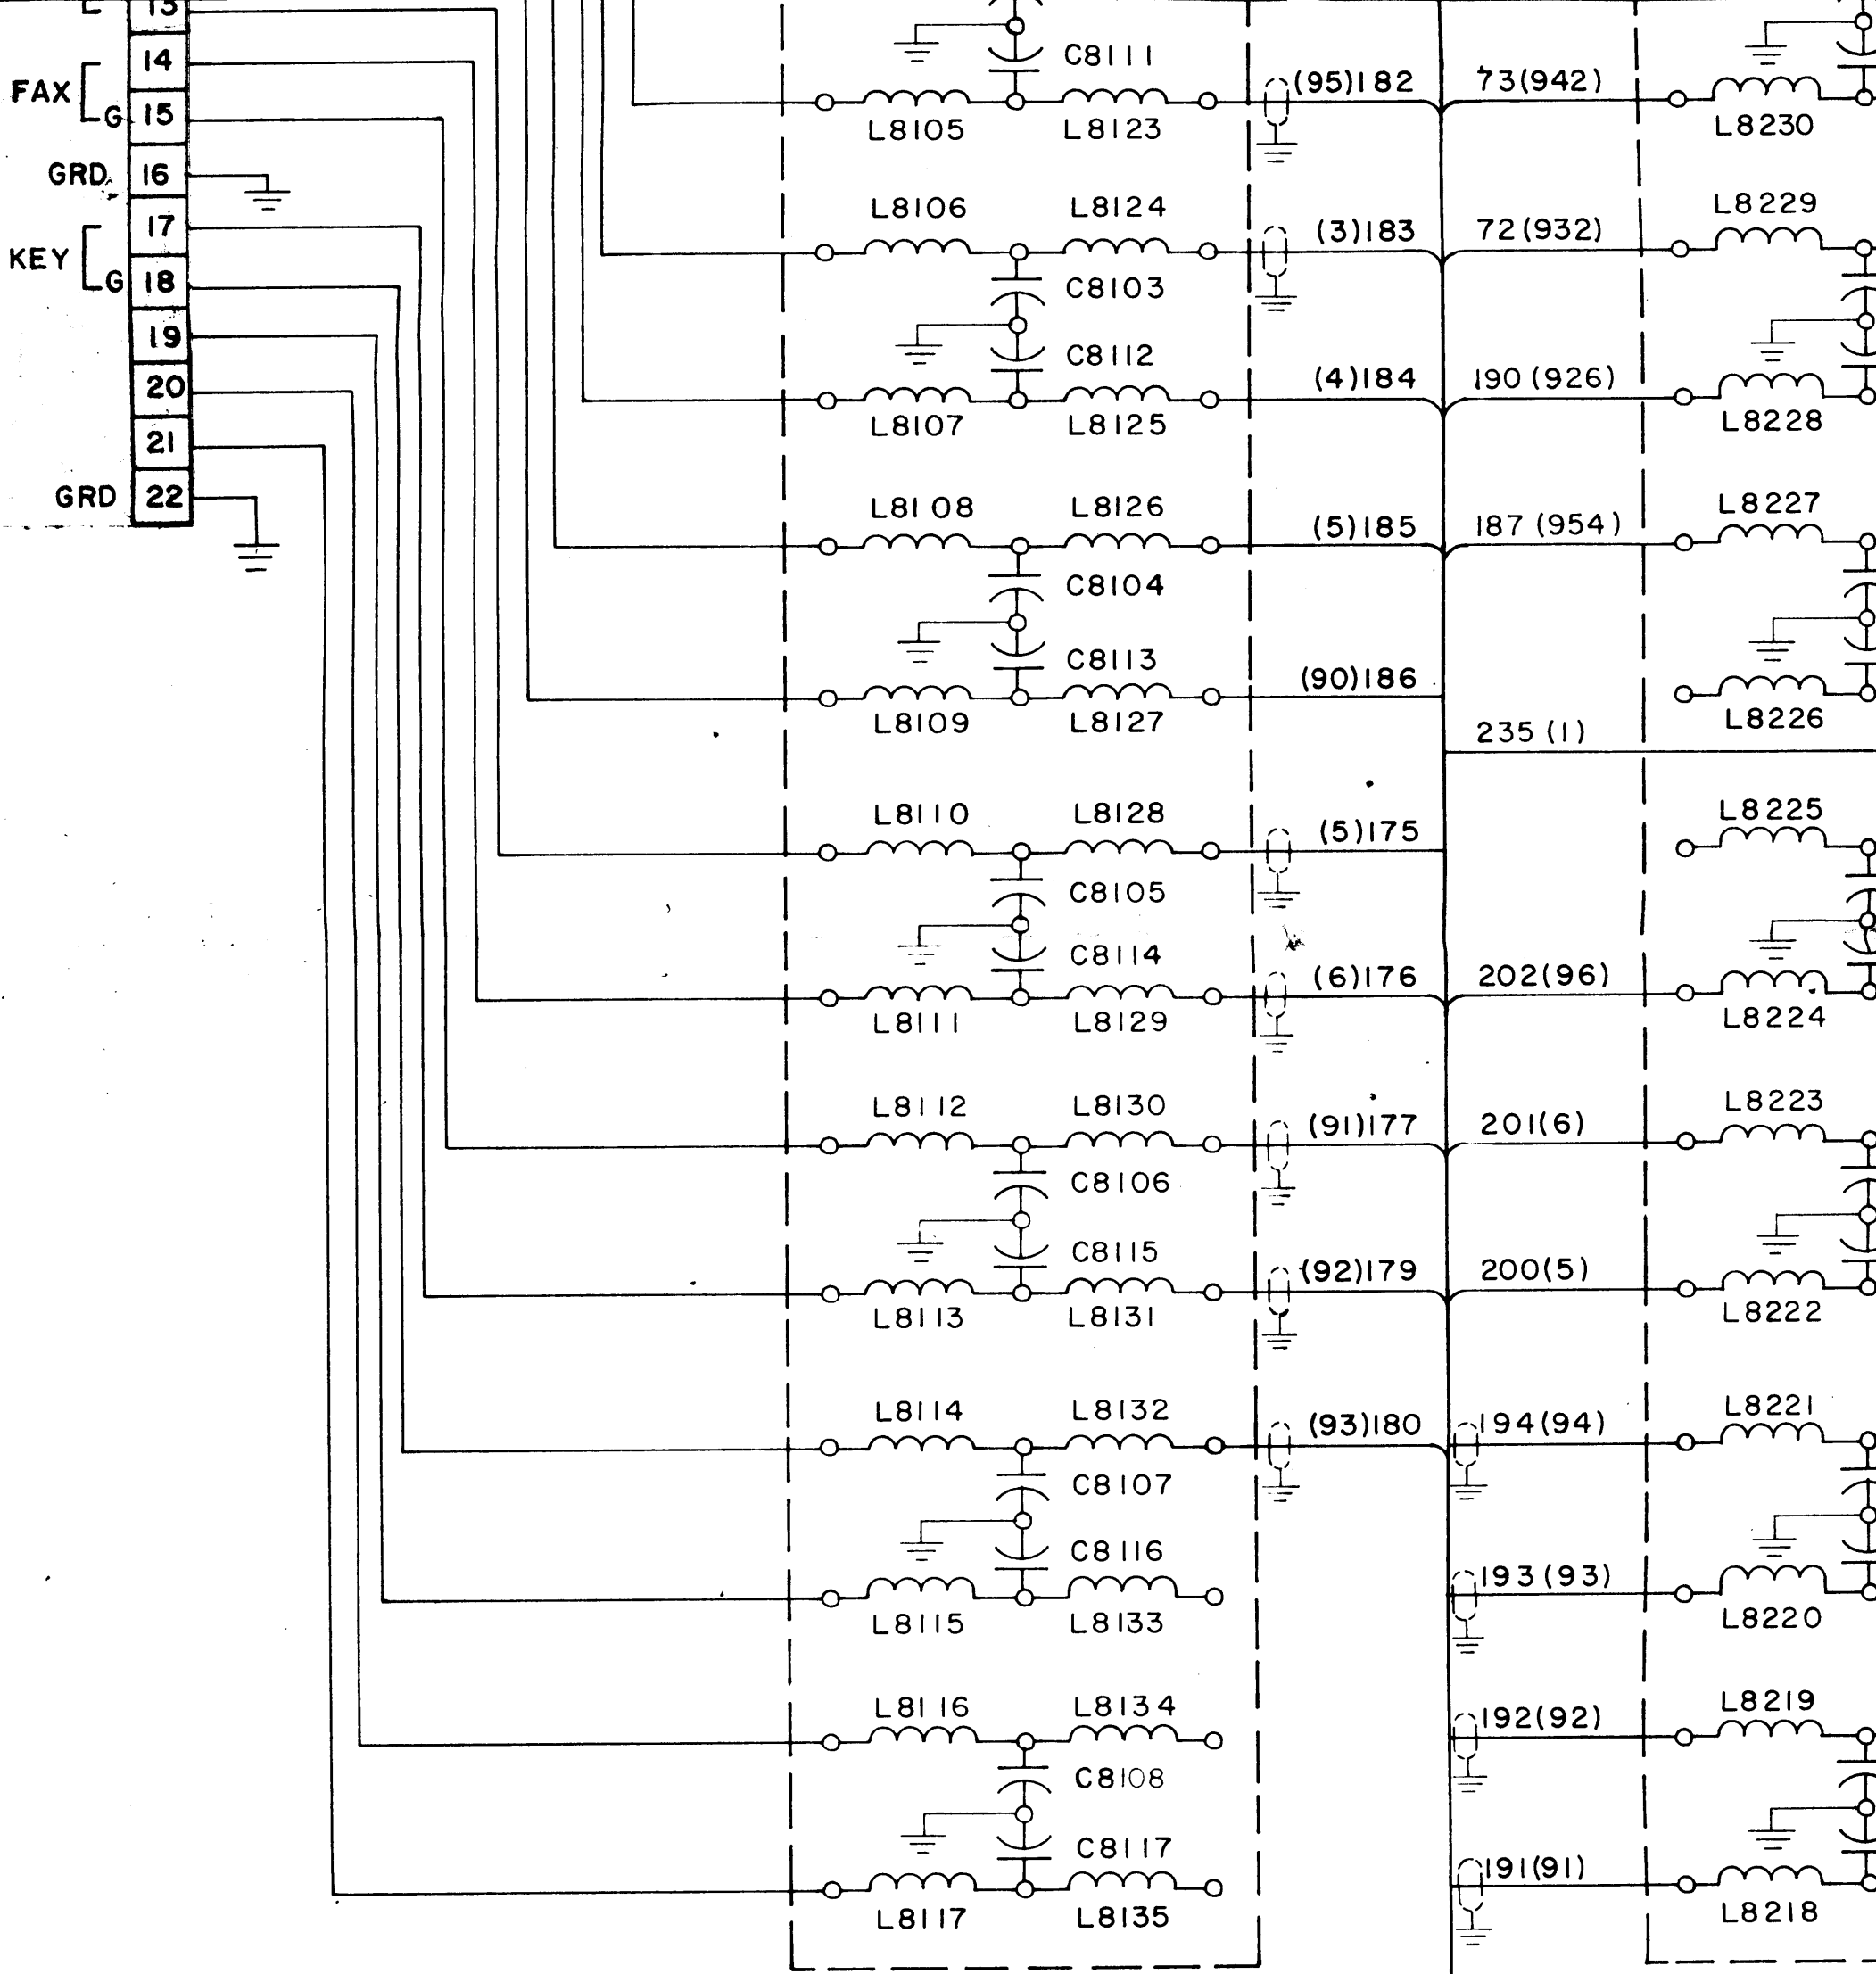 13
14
FAX
G 15
GRD. 16
17
KEY
G 18
19
20
21
GRD 22
C8111
(95)182 73(942)
L8105 L8123 L8230
L8106 L8124 L8229
(3)183 72(932)
C8103
C8112
(4)184 190(926)
L8107 L8125 L8228
L8108 L8126 L8227
(5)185 187(954)
C8104
C8113
(90)186
L8109 L8127 L8226
235(1)
L8110 L8128 L8225
(5)175
C8105
C8114
(6)176 202(96)
L8111 L8129 L8224
L8112 L8130 L8223
(91)177 201(6)
C8106
C8115
(92)179 200(5)
L8113 L8131 L8222
L8114 L8132 L8221
(93)180 194(94)
C8107
C8116
193(93)
L8115 L8133 L8220
L8116 L8134 L8219
192(92)
C8108
C8117
191(91)
L8117 L8135 L8218